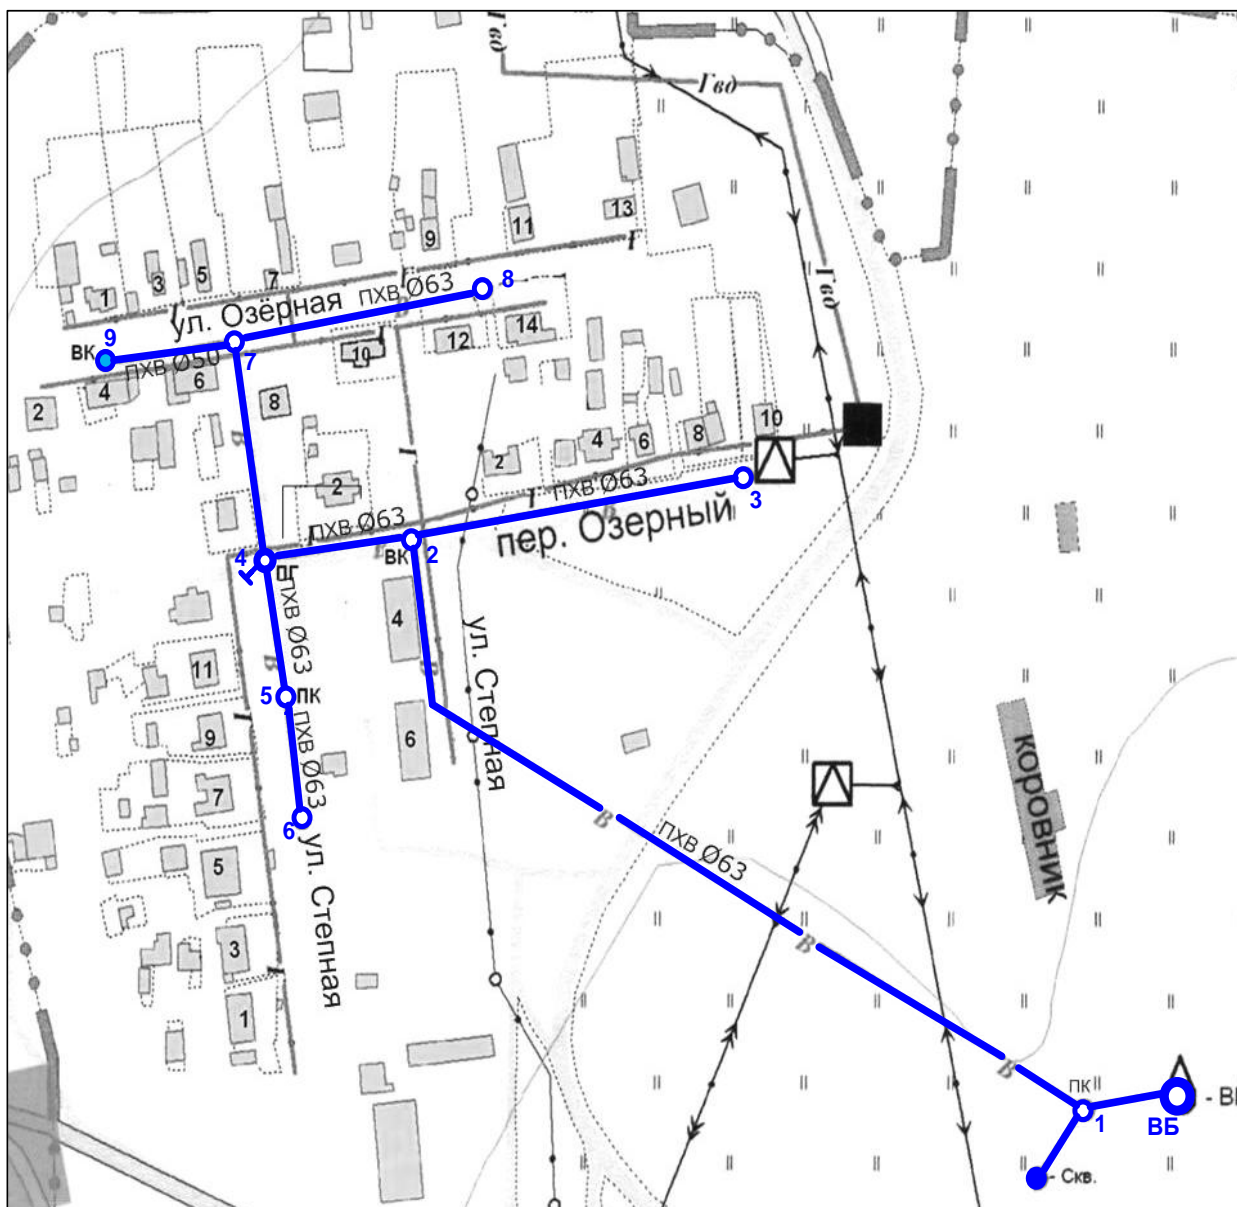 Гвд
Гвд
Гвд
13
11
9
7
5
3
1
ПХВ Ø63
8
ул. Озёрная
В
9
ВК
7
ПХВ Ø50
14
12
10
6
4
2
8
10
8
6
4
2
2
В
ПХВ Ø63
3
ПХВ Ø63
В
пер. Озерный
4
ПГ
ВК
2
В
ПХВ Ø63
4
ул. Степная
11
В
5
ПК
В
9
ПХВ Ø63
6
коровник
7
6
ул. Степная
В
ПХВ Ø63
5
3
В
1
В
ПК
1
ВБ
- В
- Скв.